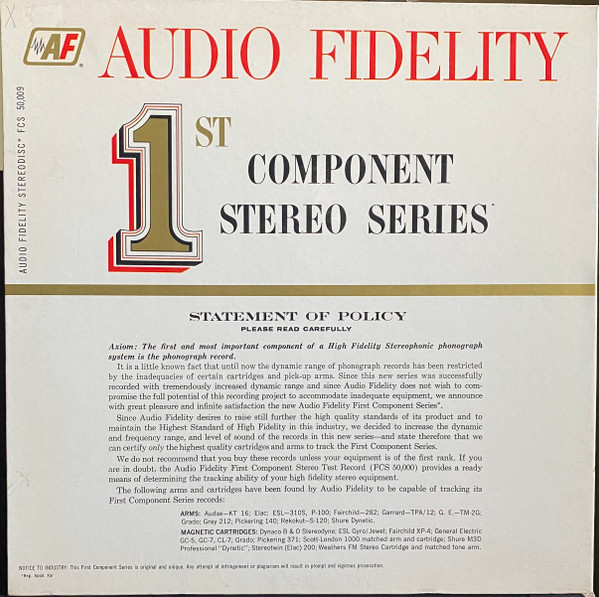 AF
AUDIO FIDELITY
AUDIO FIDELITY STEREODISC* FCS 50,009
1ST
COMPONENT
STEREO SERIES*
STATEMENT OF POLICY
PLEASE READ CAREFULLY
Axiom: The first and most important component of a High Fidelity Stereophonic phonograph
system is the phonograph record.
It is a little known fact that until now the dynamic range of phonograph records has been restricted
by the inadequacies of certain cartridges and pick-up arms. Since this new series was successfully
recorded with tremendously increased dynamic range and since Audio Fidelity does not wish to com-
promise the full potential of this recording project to accommodate inadequate equipment, we announce
with great pleasure and infinite satisfaction the new Audio Fidelity First Component Series*.
Since Audio Fidelity desires to raise still further the high quality standards of its product and to
maintain the Highest Standard of High Fidelity in this industry, we decided to increase the dynamic
and frequency range, and level of sound of the records in this new series—and state therefore that we
can certify only the highest quality cartridges and arms to track the First Component Series.
We do not recommend that you buy these records unless your equipment is of the first rank. If you
are in doubt, the Audio Fidelity First Component Stereo Test Record (FCS 50,000) provides a ready
means of determining the tracking ability of your high fidelity stereo equipment.
The following arms and cartridges have been found by Audio Fidelity to be capable of tracking its
First Component Series records:
ARMS: Audax—KT 16; Elac: ESL—310S, P-100; Fairchild—282; Garrard—TPA/12; G. E.—TM-2G;
Grado; Gray 212; Pickering 140; Rekokut—S-120; Shure Dynetic.
MAGNETIC CARTRIDGES: Dynaco B & O Stereodyne; ESL Gyro/Jewel; Fairchild XP-4; General Electric
GC-5, GC-7, CL-7; Grado; Pickering 371; Scott-London 1000 matched arm and cartridge; Shure M3D
Professional "Dynetic"; Stereotwin (Elac) 200; Weathers FM Stereo Cartridge and matched tone arm.
NOTICE TO INDUSTRY: This First Component Series is original and unique. Any attempt at infringement or plagiarism will result in prompt and vigorous prosecution.
*Reg. Appl. For